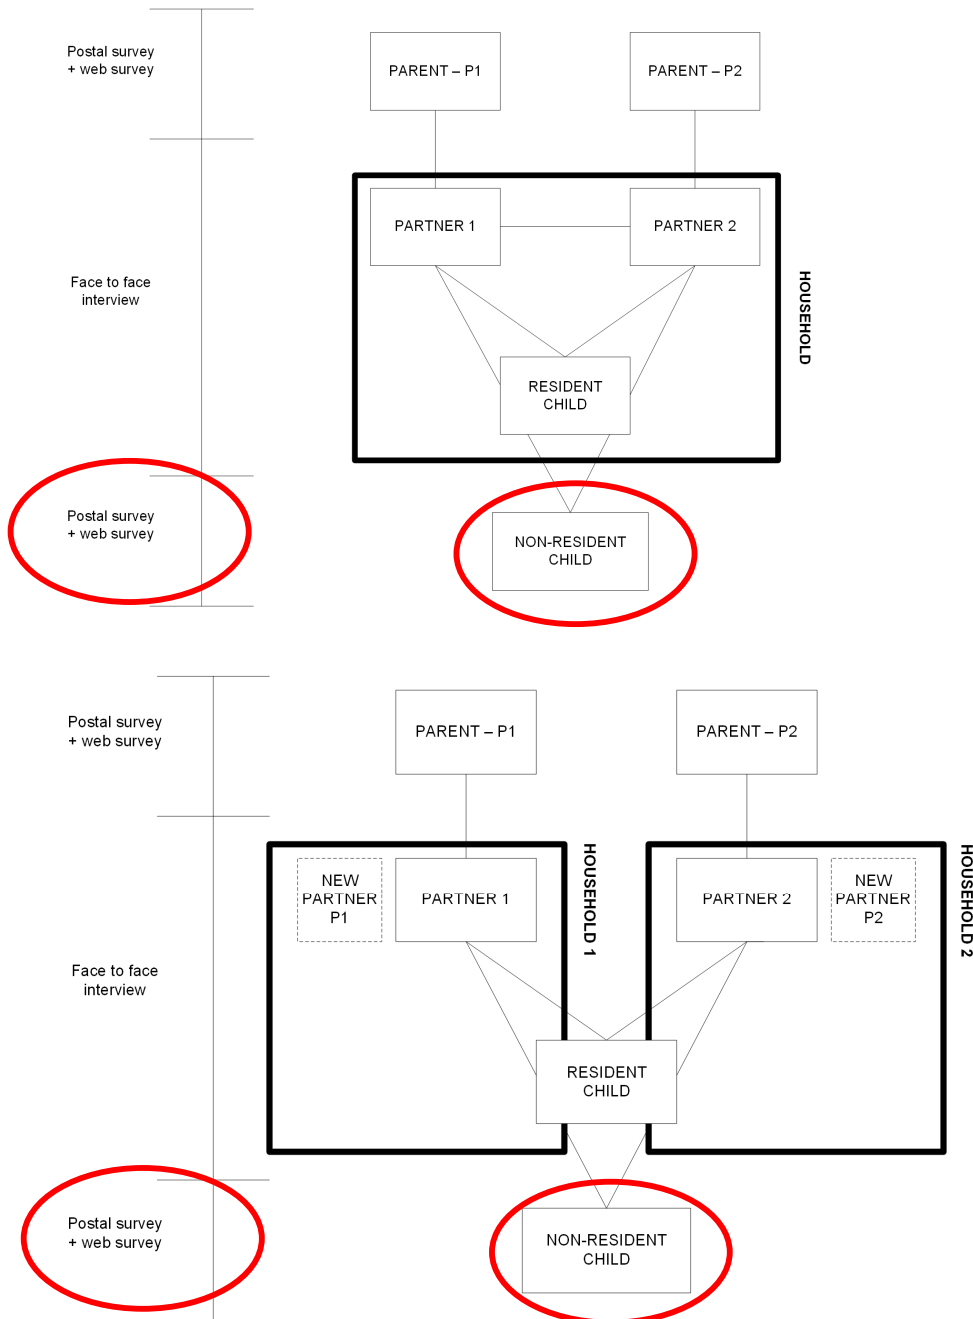 Postal survey
+ web survey
PARENT – P1
PARENT – P2
PARTNER 1
PARTNER 2
Face to face
interview
HOUSEHOLD
RESIDENT
CHILD
Postal survey
+ web survey
NON-RESIDENT
CHILD
Postal survey
+ web survey
PARENT – P1
PARENT – P2
HOUSEHOLD 1
HOUSEHOLD 2
NEW
PARTNER
P1
PARTNER 1
PARTNER 2
NEW
PARTNER
P2
Face to face
interview
RESIDENT
CHILD
Postal survey
+ web survey
NON-RESIDENT
CHILD